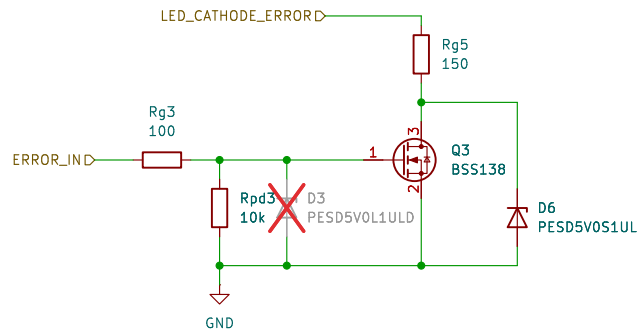 LED_CATHODE_ERROR
Rg5
150
Rg3
100
ERROR_IN
1
3
2
Q3
BSS138
Rpd3
10k
D3
PESD5V0L1ULD
D6
PESD5V0S1UL
GND